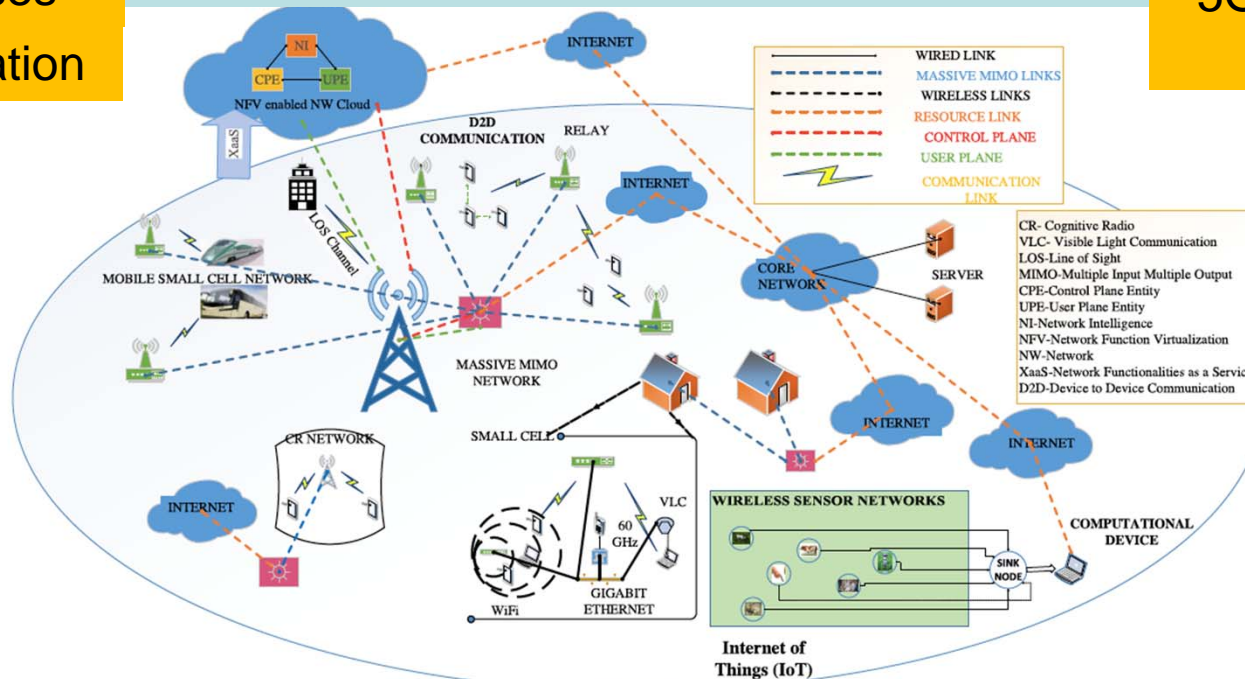 ation
INTERNET
NI
CPE
UPE
NFV enabled NW Cloud
XaaS
D2D
COMMUNICATION
RELAY
LOS Channel
INTERNET
MOBILE SMALL CELL NETWORK
CORE
NETWORK
SERVER
MASSIVE MIMO
NETWORK
WIRED LINK
MASSIVE MIMO LINKS
WIRELESS LINKS
RESOURCE LINK
CONTROL PLANE
USER PLANE
COMMUNICATION
LINK
CR- Cognitive Radio
VLC- Visible Light Communication
LOS-Line of Sight
MIMO-Multiple Input Multiple Output
CPE-Control Plane Entity
UPE-User Plane Entity
NI-Network Intelligence
NFV-Network Function Virtualization
NW-Network
XaaS-Network Functionalities as a Servic
D2D-Device to Device Communication
CR NETWORK
INTERNET
SMALL CELL
VLC
60
GHz
WiFi
GIGABIT
ETHERNET
INTERNET
INTERNET
WIRELESS SENSOR NETWORKS
SINK
NODE
COMPUTATIONAL
DEVICE
Internet of
Things (IoT)